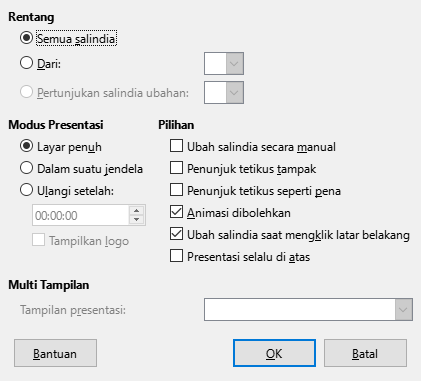 Rentang
Semua salindia
Dari:
Pertunjukan salindia ubahan:
Modus Presentasi
Layar penuh
Dalam suatu jendela
Ulangi setelah:
00:00:00
Tampilkan logo
Pilihan
Ubah salindia secara manual
Penunjuk tetikus tampak
Penunjuk tetikus seperti pena
Animasi dibolehkan
Ubah salindia saat mengklik latar belakang
Presentasi selalu di atas
Multi Tampilan
Tampilan presentasi:
Bantuan
OK
Batal